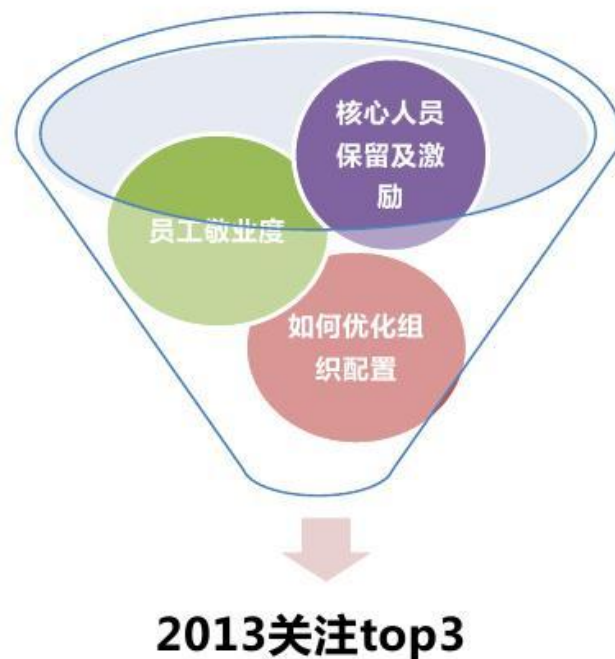 核心人员
保留及激
励
员工敬业度
如何优化组
织配置
2013关注top3